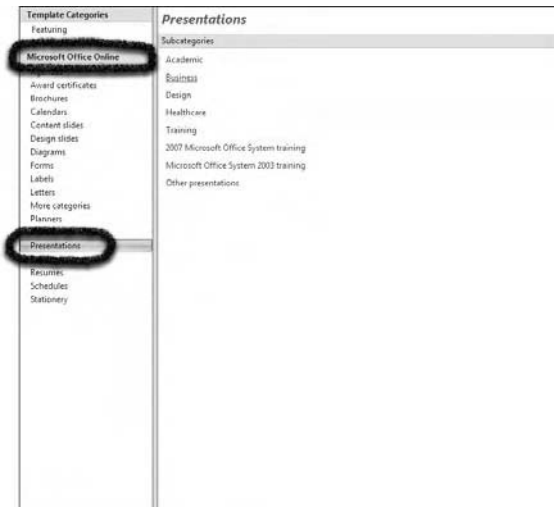 Template Categories
Featuring
Microsoft Office Online
Award certificates
Brochures
Calendars
Content slides
Design slides
Diagrams
Forms
Labels
Letters
More categories
Planners
Presentations
Resumes
Schedules
Stationery
Presentations
Subcategories
Academic
Business
Design
Healthcare
Training
2007 Microsoft Office System training
Microsoft Office System 2003 training
Other presentations